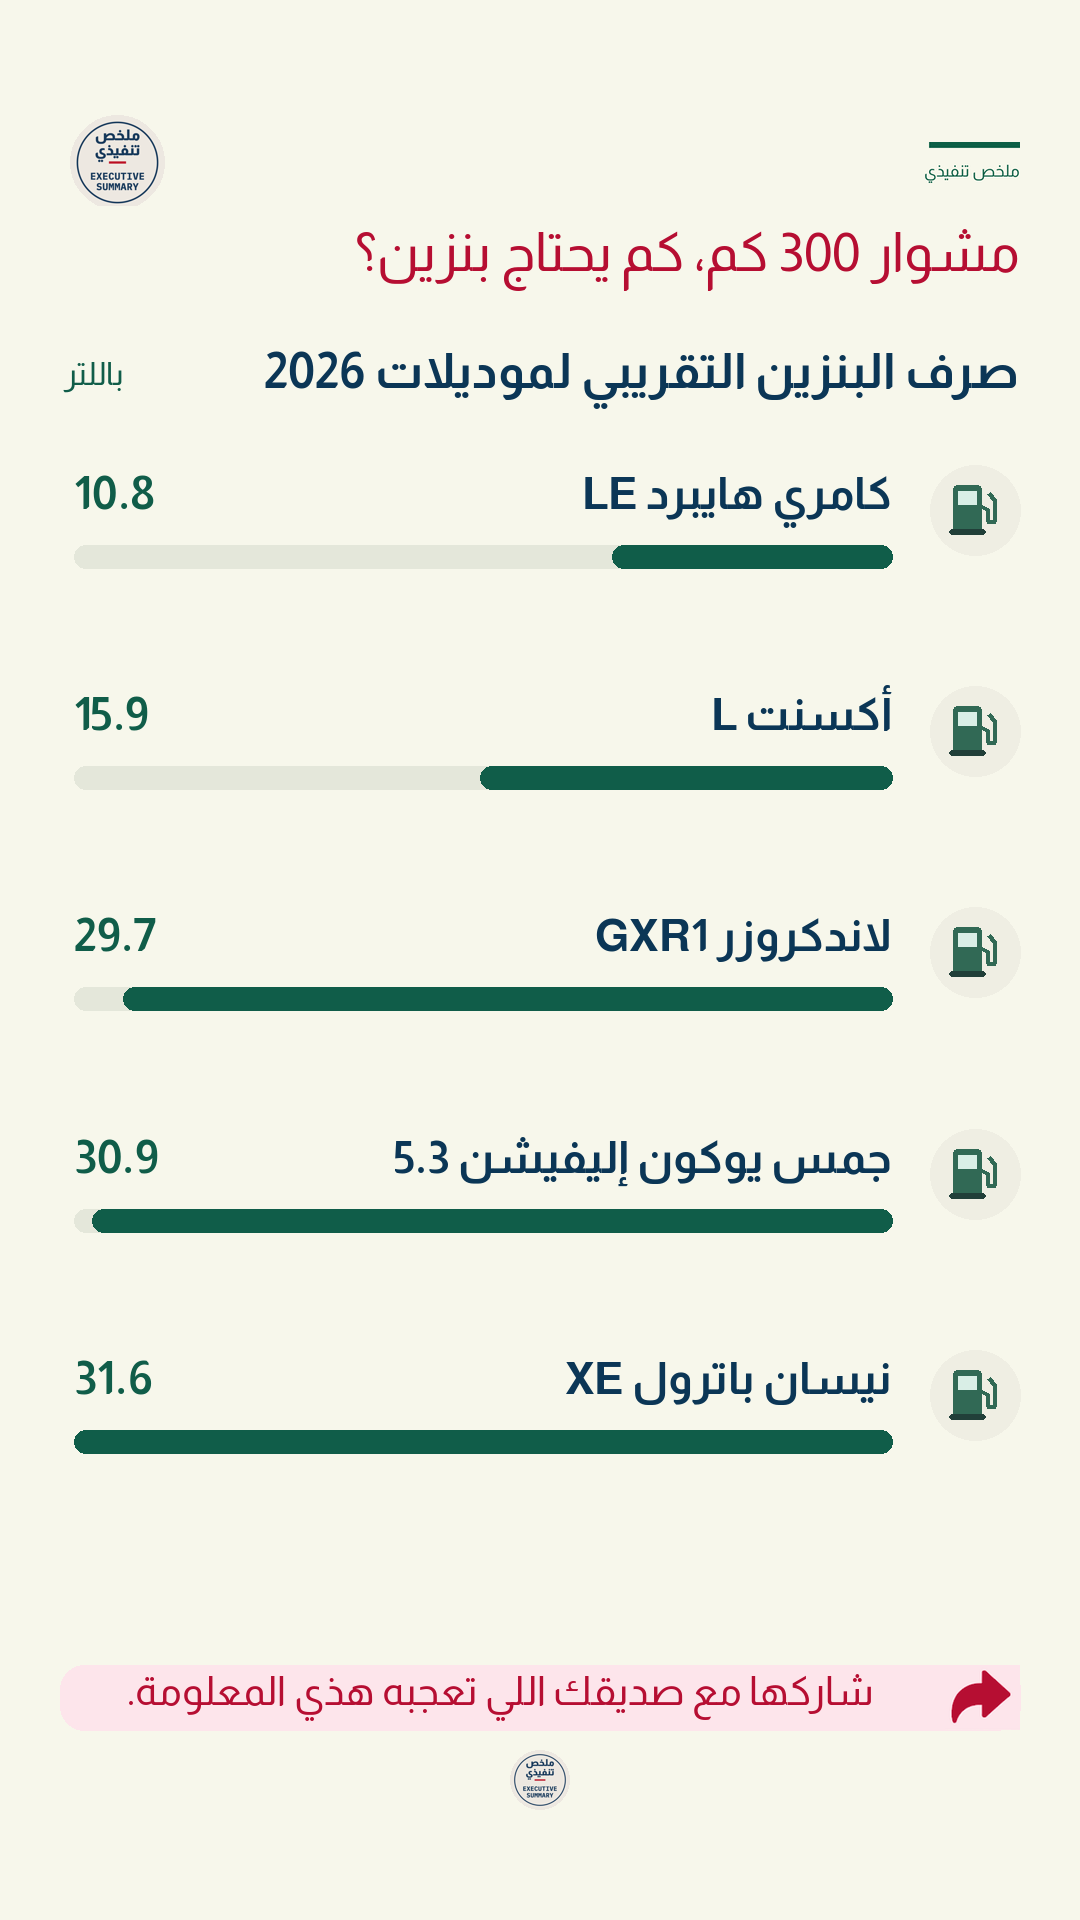 ملخص تنفيذي
ملخص
تنفيذي
EXECUTIVE
SUMMARY
مشوار 300 كم، كم يحتاج بنزين؟
صرف البنزين التقريبي لموديلات 2026
باللتر
كامري هايبرد LE
10.8
أكسنت L
15.9
لاندكروزر GXR1
29.7
جمس يوكون إليفيشن 5.3
30.9
نيسان باترول XE
31.6
شاركها مع صديقك اللي تعجبه هذي المعلومة.
ملخص
تنفيذي
EXECUTIVE
SUMMARY